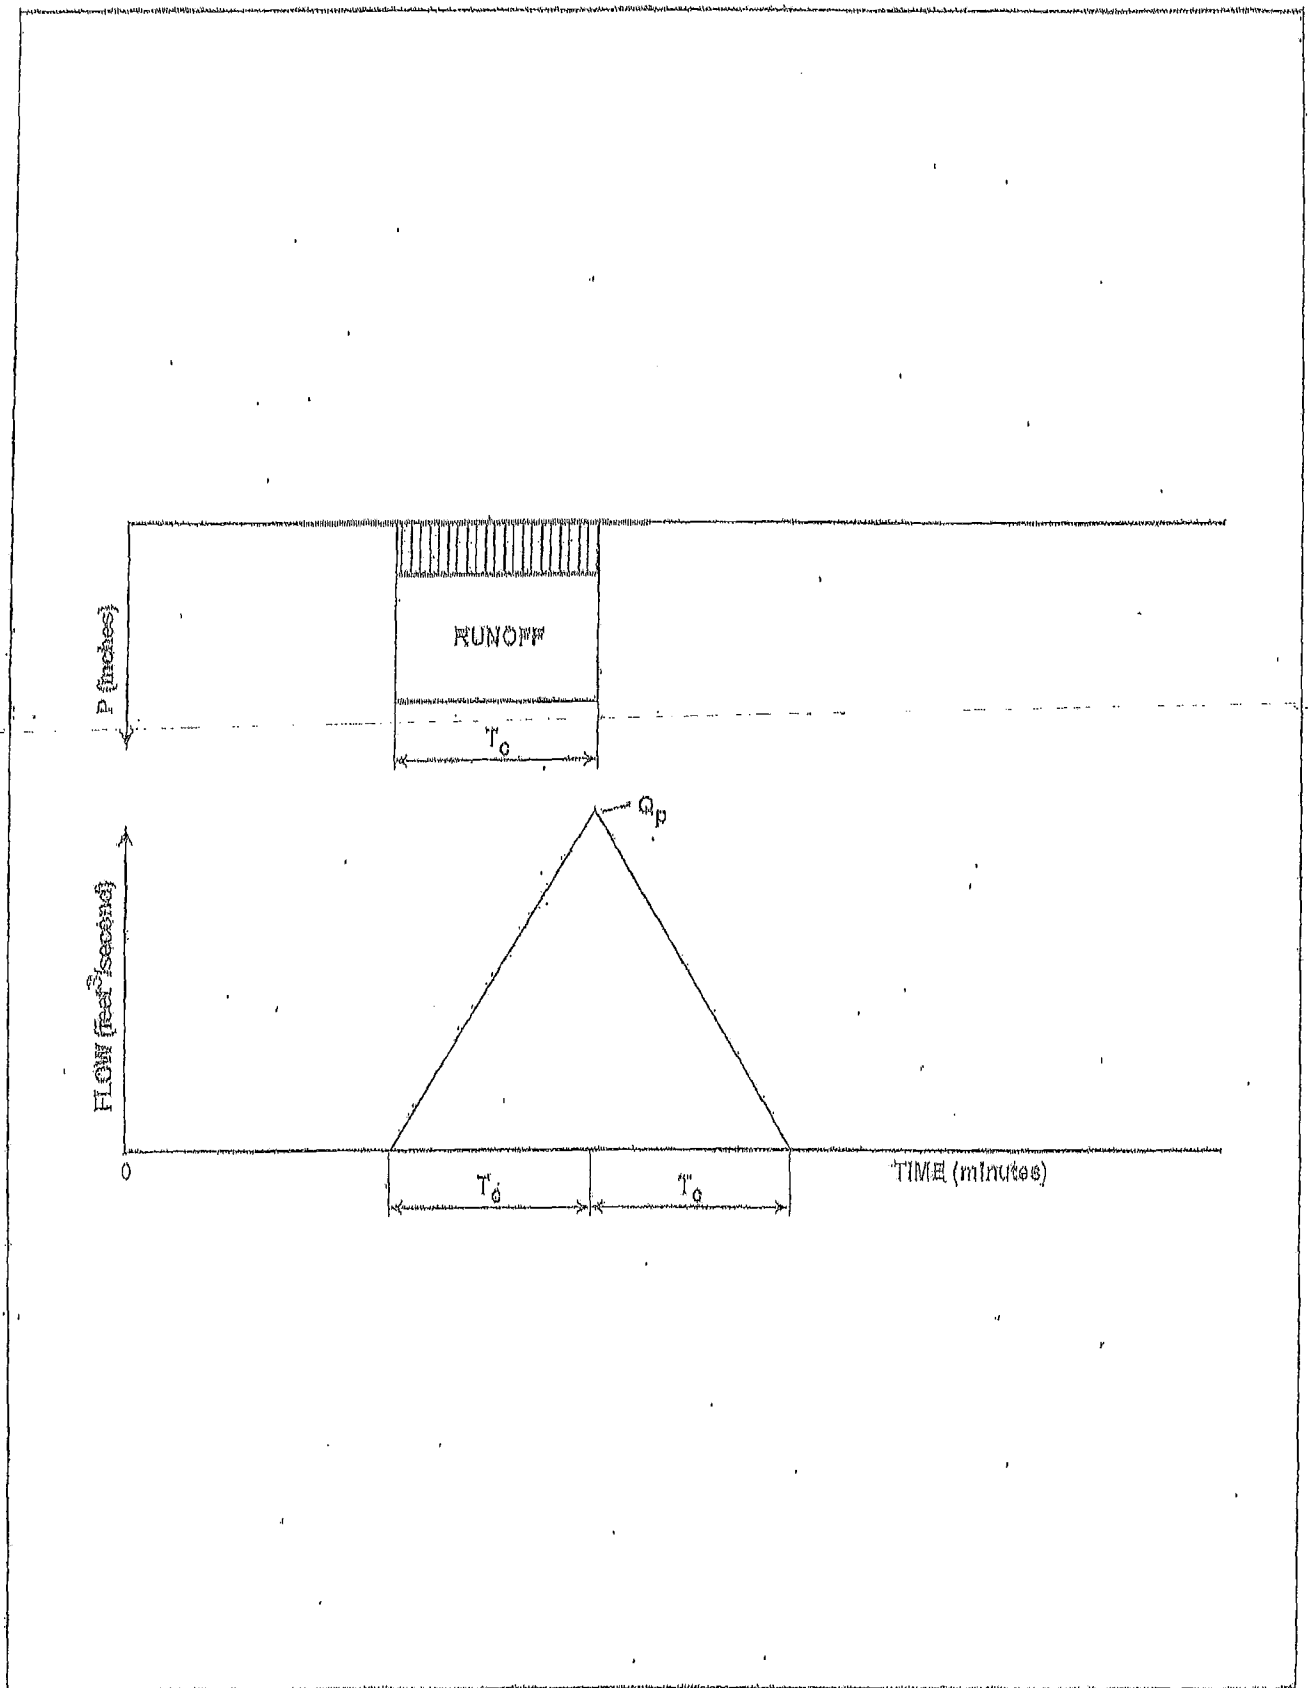 P (inches)
RUNOFF
Tc
Qp
FLOW (feet³/second)
0
Tc
Tc
TIME (minutes)